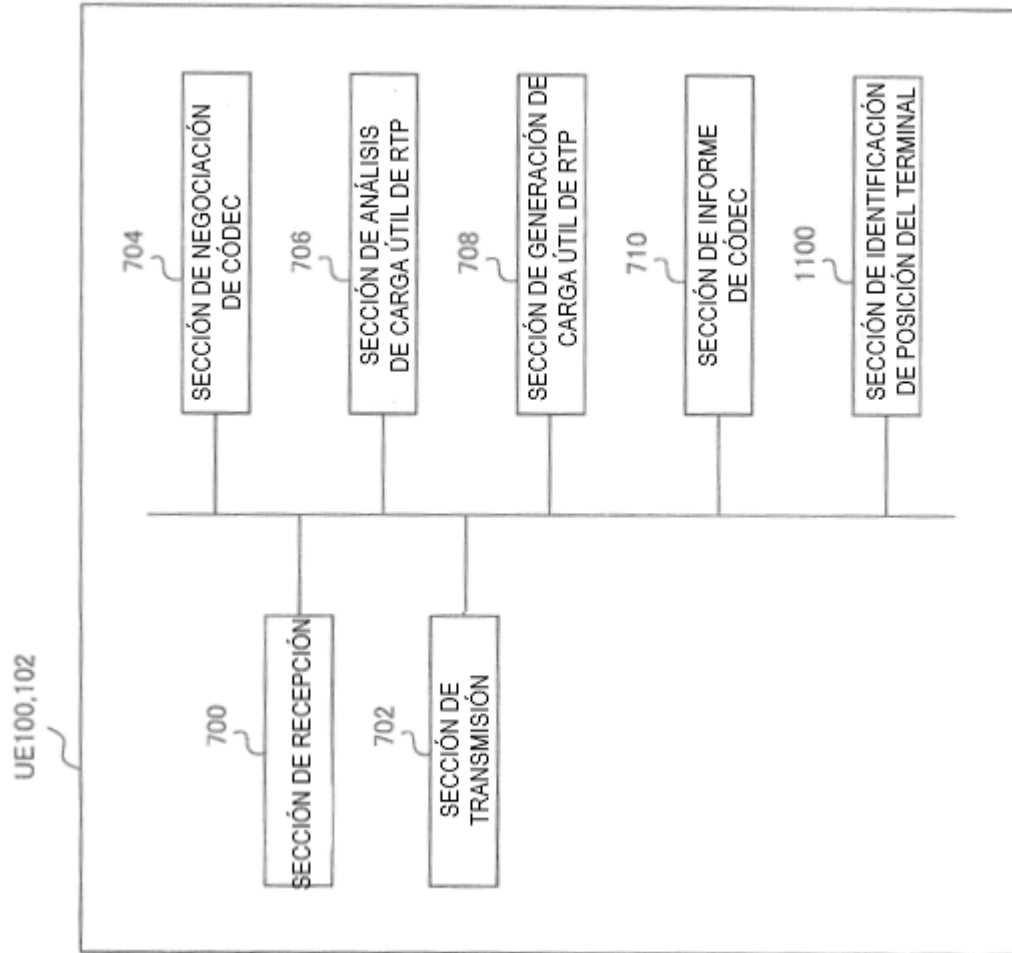 UE100,102
700
SECCIÓN DE RECEPCIÓN
702
SECCIÓN DE
TRANSMISIÓN
704
SECCIÓN DE NEGOCIACIÓN
DE CÓDEC
706
SECCIÓN DE ANÁLISIS
DE CARGA ÚTIL DE RTP
708
SECCIÓN DE GENERACIÓN DE
CARGA ÚTIL DE RTP
710
SECCIÓN DE INFORME
DE CÓDEC
1100
SECCIÓN DE IDENTIFICACIÓN
DE POSICIÓN DEL TERMINAL